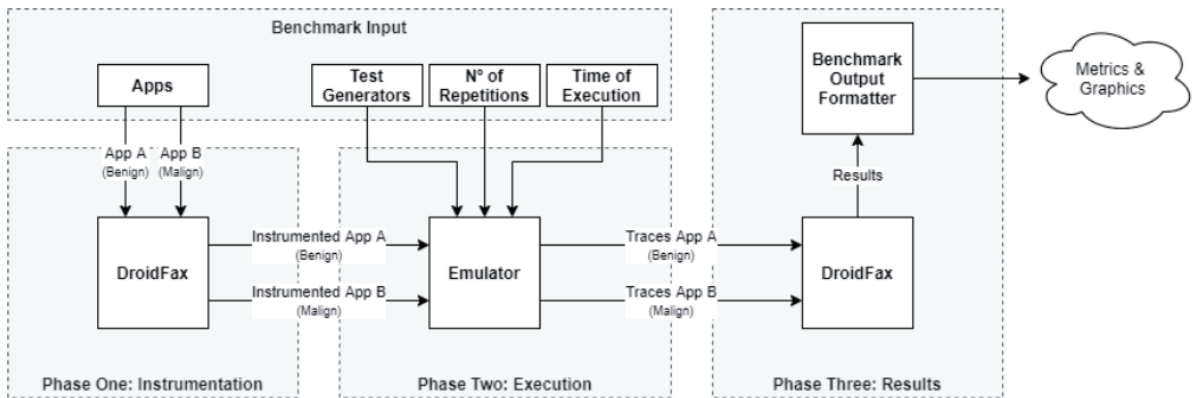 Benchmark Input
Apps
Test
Generators
N° of
Repetitions
Time of
Execution
Benchmark
Output
Formatter
Metrics &
Graphics
App A
(Benign)
App B
(Malign)
Results
DroidFax
Instrumented App A
(Benign)
Instrumented App B
(Malign)
Emulator
Traces App A
(Benign)
Traces App B
(Malign)
DroidFax
Phase One: Instrumentation
Phase Two: Execution
Phase Three: Results